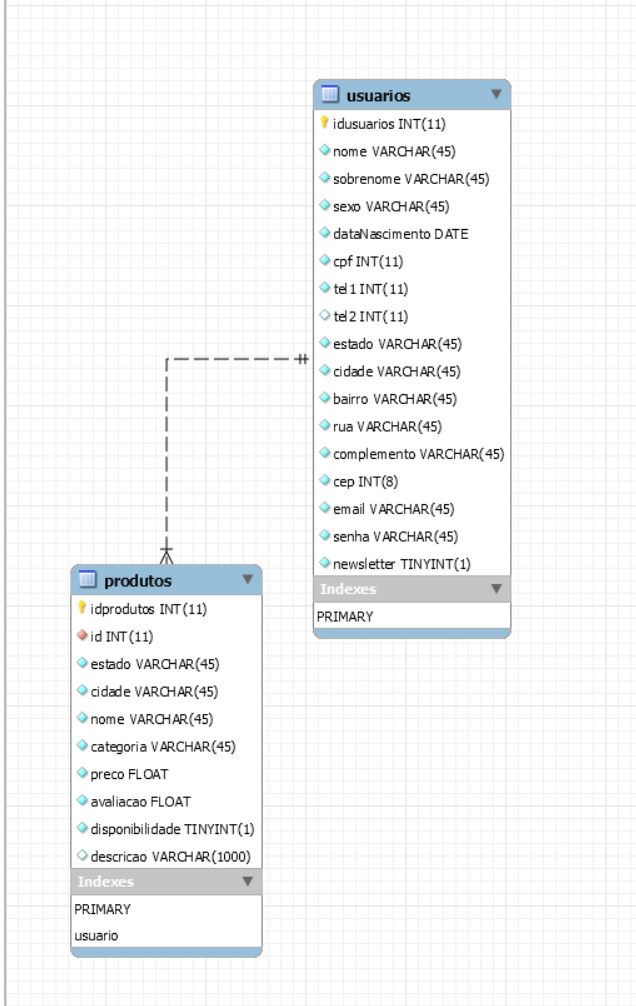 usuarios
idusuarios INT(11)
nome VARCHAR(45)
sobrenome VARCHAR(45)
sexo VARCHAR(45)
dataNascimento DATE
cpf INT(11)
tel1 INT(11)
tel2 INT(11)
estado VARCHAR(45)
cidade VARCHAR(45)
bairro VARCHAR(45)
rua VARCHAR(45)
complemento VARCHAR(45)
cep INT(8)
email VARCHAR(45)
senha VARCHAR(45)
newsletter TINYINT(1)
Indexes
PRIMARY
produtos
idprodutos INT(11)
id INT(11)
estado VARCHAR(45)
cidade VARCHAR(45)
nome VARCHAR(45)
categoria VARCHAR(45)
preco FLOAT
avaliacao FLOAT
disponibilidade TINYINT(1)
descricao VARCHAR(1000)
Indexes
PRIMARY
usuario